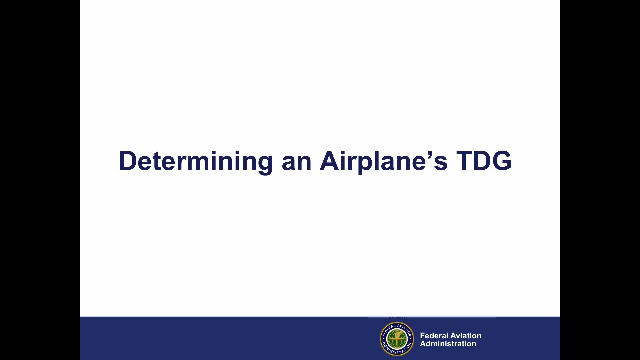 Determining an Airplane’s TDG
Federal Aviation
Administration